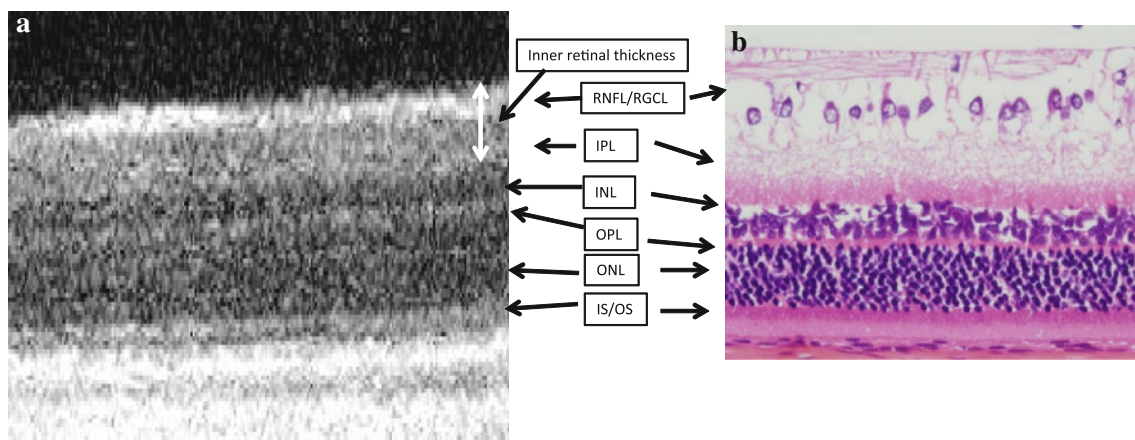 a
Inner retinal thickness
RNFL/RGCL
IPL
INL
OPL
ONL
IS/OS
b